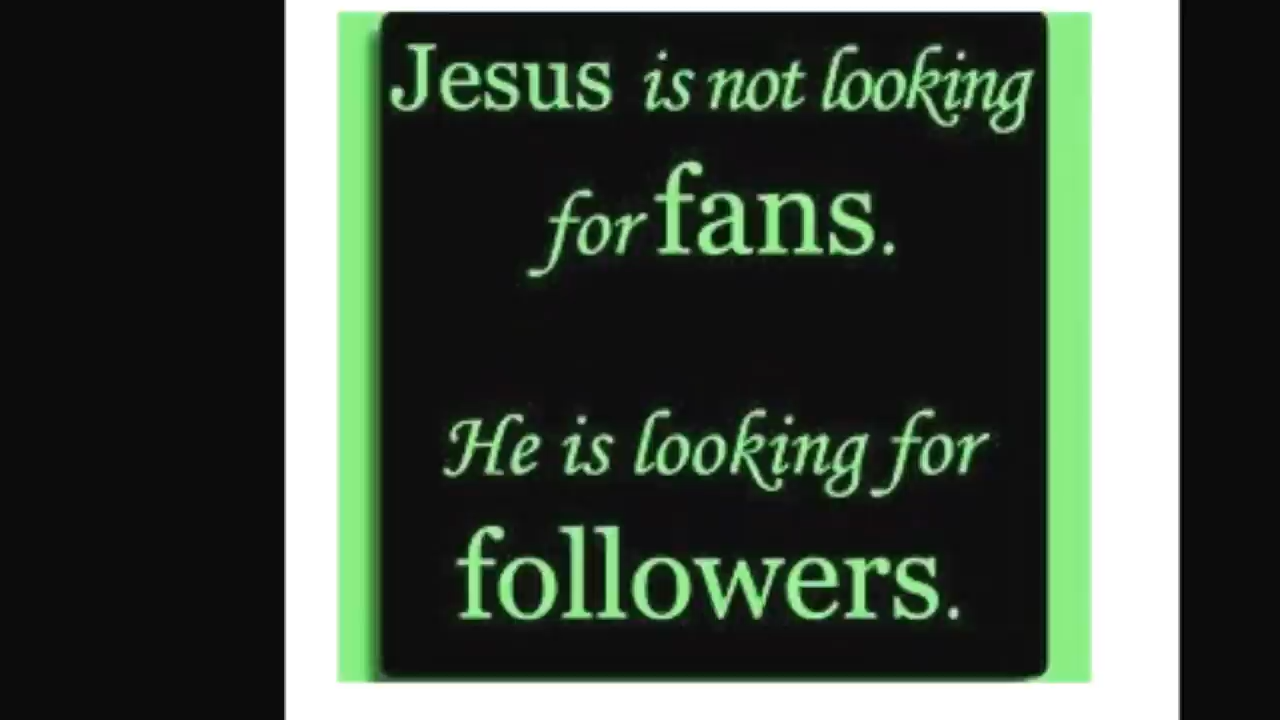 Jesus is not looking
for fans.
He is looking for
followers.